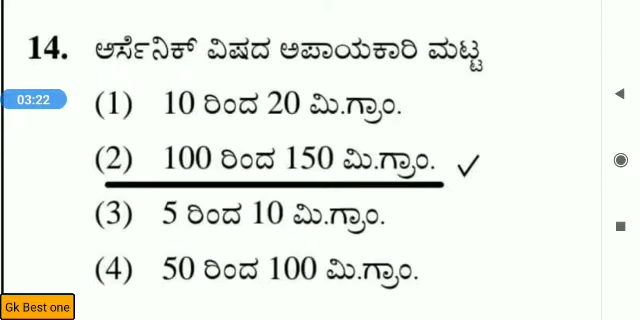 14. ಆರ್ಸೆನಿಕ್ ವಿಷದ ಅಪಾಯಕಾರಿ ಮಟ್ಟ
03:22
(1) 10 ರಿಂದ 20 ಮಿ.ಗ್ರಾಂ.
(2) 100 ರಿಂದ 150 ಮಿ.ಗ್ರಾಂ. ✓
(3) 5 ರಿಂದ 10 ಮಿ.ಗ್ರಾಂ.
(4) 50 ರಿಂದ 100 ಮಿ.ಗ್ರಾಂ.
Gk Best one